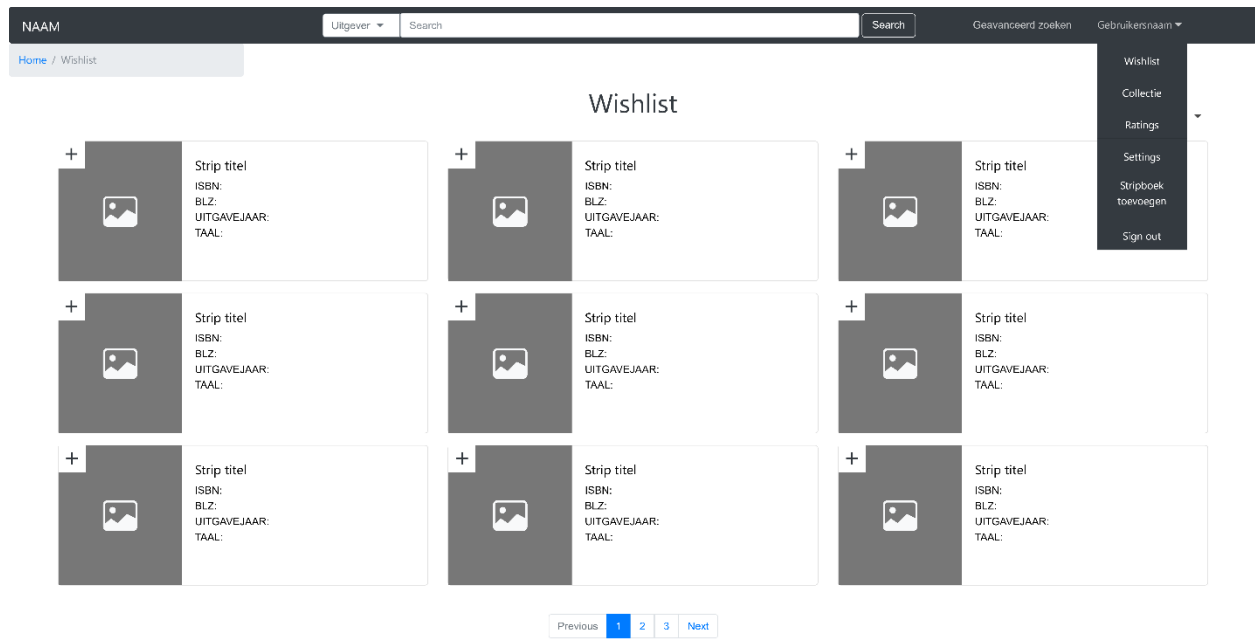 NAAM
Uitgever
Search
Search
Geavanceerd zoeken
Gebruikersnaam
Home / Wishlist
Wishlist
Collectie
Ratings
Settings
Stripboek
toevoegen
Sign out
Wishlist
Strip titel
ISBN:
BLZ:
UITGAVEJAAR:
TAAL:
Strip titel
ISBN:
BLZ:
UITGAVEJAAR:
TAAL:
Strip titel
ISBN:
BLZ:
UITGAVEJAAR:
TAAL:
Strip titel
ISBN:
BLZ:
UITGAVEJAAR:
TAAL:
Strip titel
ISBN:
BLZ:
UITGAVEJAAR:
TAAL:
Strip titel
ISBN:
BLZ:
UITGAVEJAAR:
TAAL:
Strip titel
ISBN:
BLZ:
UITGAVEJAAR:
TAAL:
Strip titel
ISBN:
BLZ:
UITGAVEJAAR:
TAAL:
Strip titel
ISBN:
BLZ:
UITGAVEJAAR:
TAAL:
Previous 1 2 3 Next